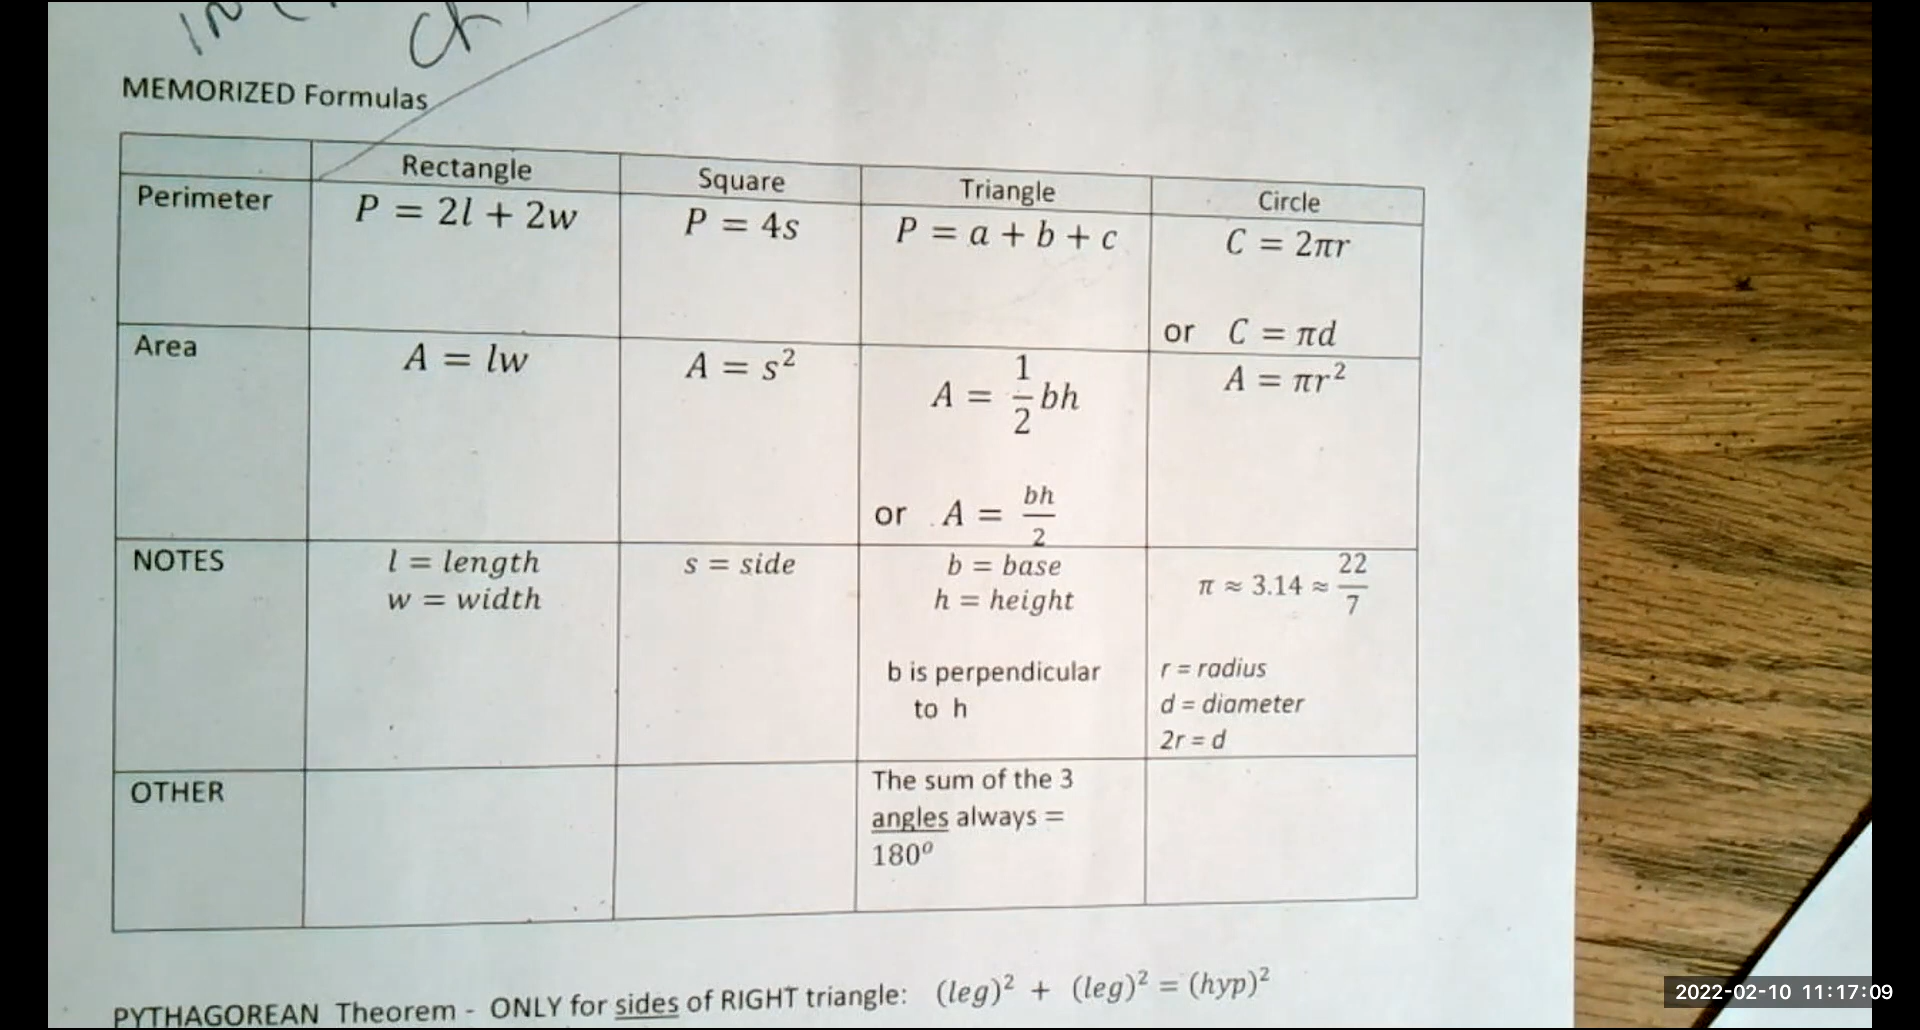 MEMORIZED Formulas
Rectangle Square Triangle Circle
Perimeter P = 2l + 2w P = 4s P = a + b + c C = 2πr
or C = πd
Area A = lw A = s² A = 1/2 bh A = πr²
or A = bh/2
NOTES l = length s = side b = base π ≈ 3.14 ≈ 22/7
w = width h = height
b is perpendicular r = radius
to h d = diameter
2r = d
OTHER The sum of the 3
angles always =
180⁰
PYTHAGOREAN Theorem - ONLY for sides of RIGHT triangle: (leg)² + (leg)² = (hyp)²
2022-02-10 11:17:09